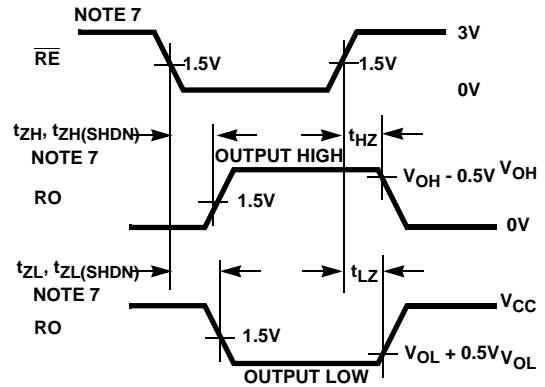 NOTE 7
3V
RE
1.5V
1.5V
0V
tZH, tZH(SHDN)
tHZ
NOTE 7
OUTPUT HIGH
VOH - 0.5V VOH
RO
1.5V
0V
tZL, tZL(SHDN)
tLZ
NOTE 7
VCC
RO
1.5V
VOL + 0.5V VOL
OUTPUT LOW